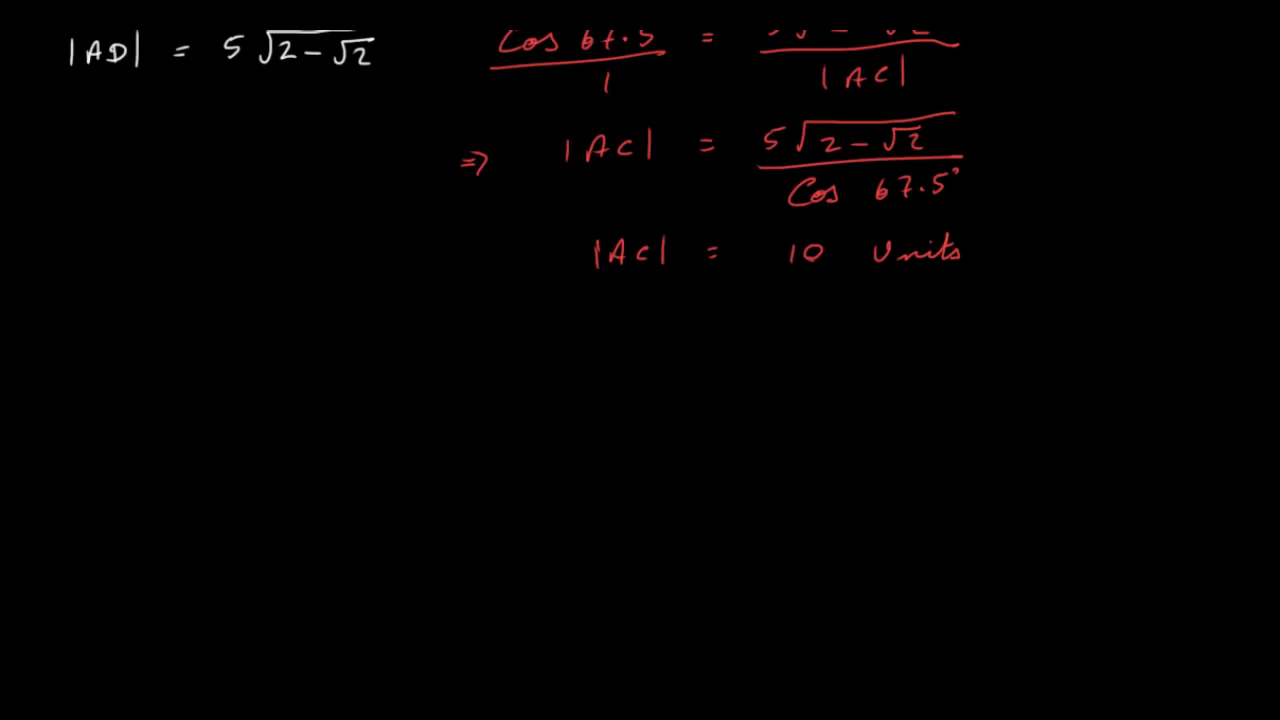 |AD| = 5 √2 - √2
Cos 67.5 =
1 |AC|
⇒ |AC| = 5√2 - √2
Cos 67.5°
|AC| = 10 Units